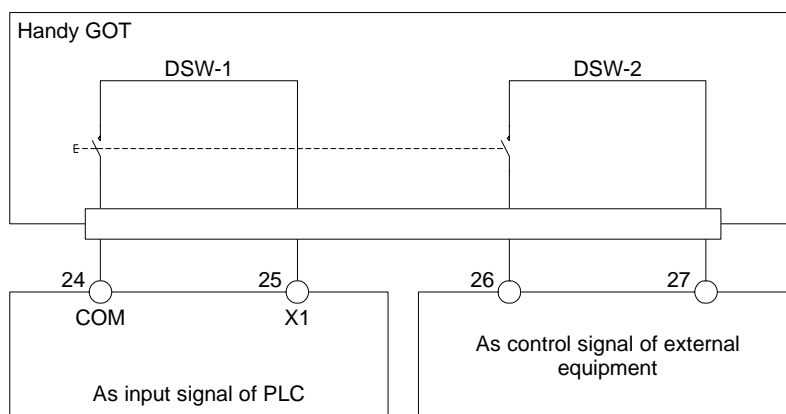 Handy GOT
DSW-1
DSW-2
24
25
26
27
COM
X1
As input signal of PLC
As control signal of external
equipment